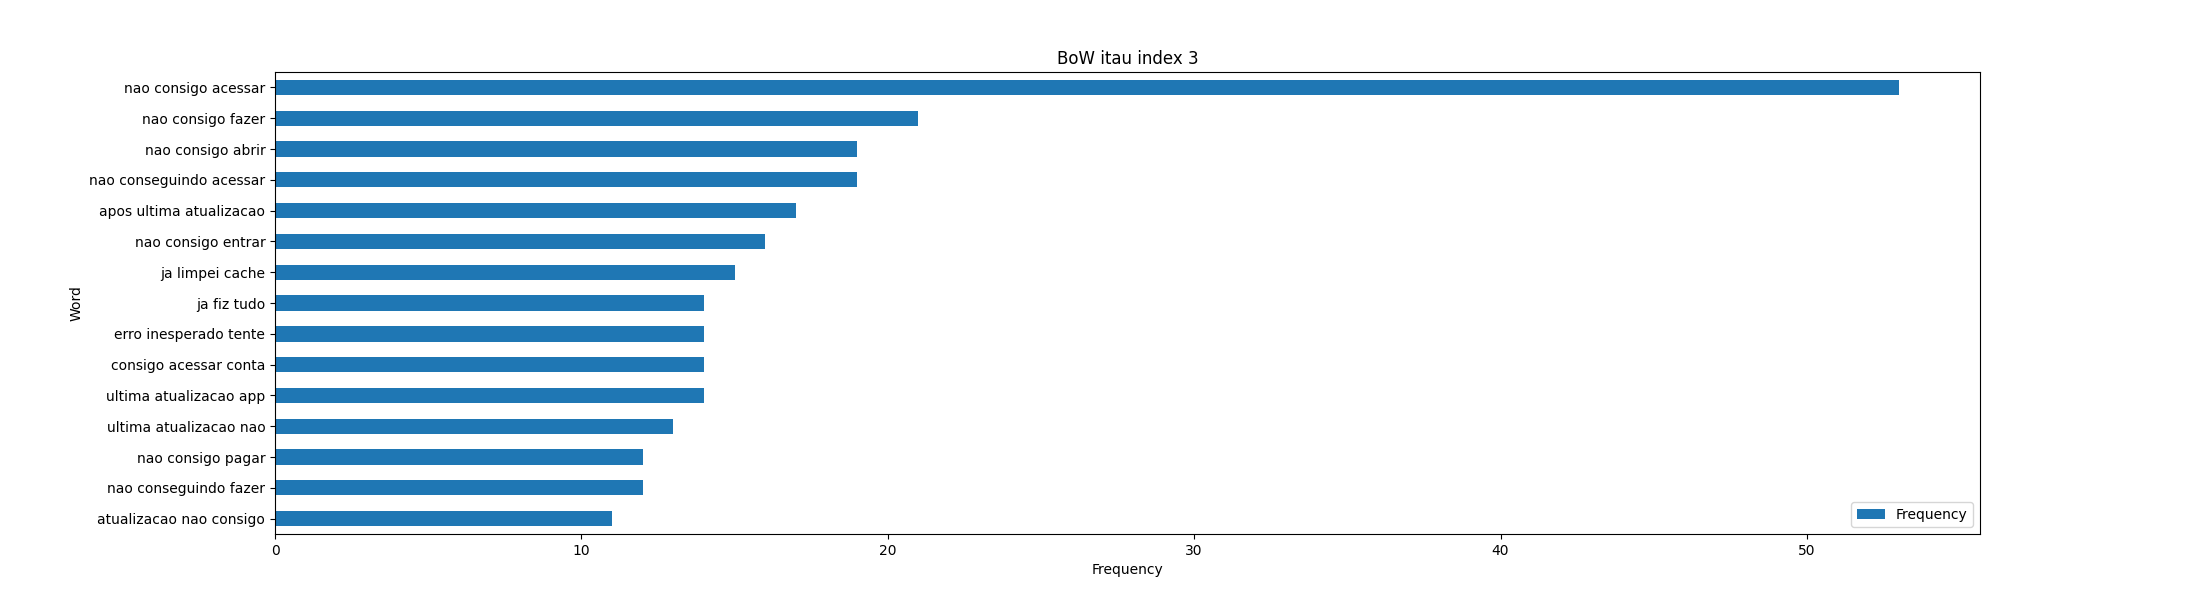 BoW itau index 3
nao consigo acessar
nao consigo fazer
nao consigo abrir
nao conseguindo acessar
apos ultima atualizacao
nao consigo entrar
ja limpei cache
ja fiz tudo
erro inesperado tente
consigo acessar conta
ultima atualizacao app
ultima atualizacao nao
nao consigo pagar
nao conseguindo fazer
atualizacao nao consigo
Word
Frequency
0 10 20 30 40 50
Frequency